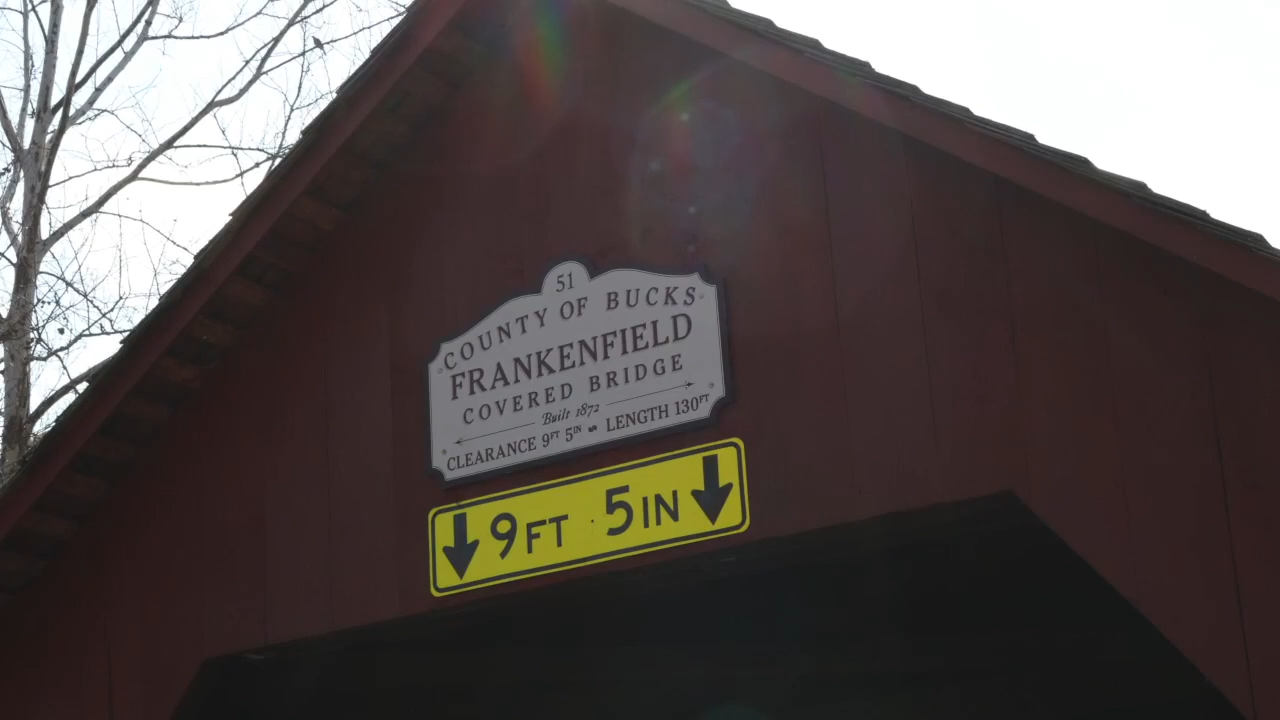 51
COUNTY OF BUCKS
FRANKENFIELD
COVERED BRIDGE
Built 1872
CLEARANCE 9FT 5IN LENGTH 130FT
9FT 5IN